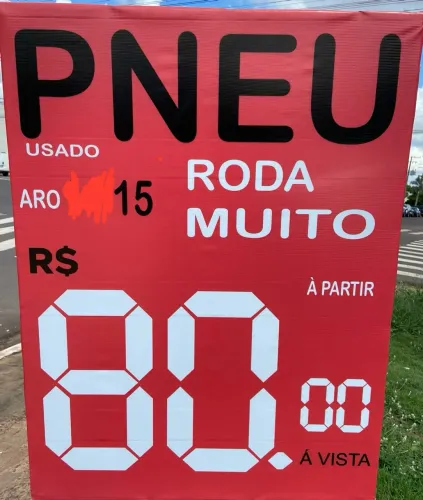 PNEU
USADO
RODA
ARO 15
MUITO
R$
À PARTIR
80.00
Á VISTA